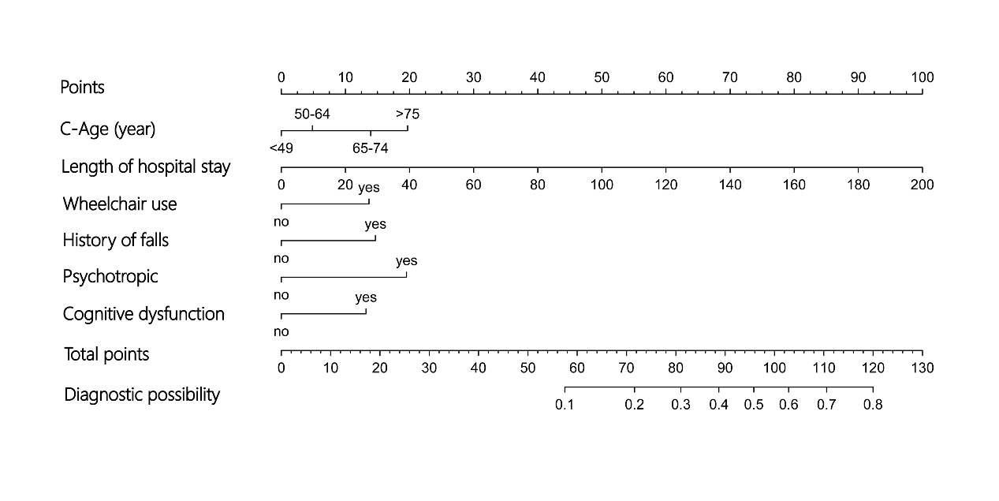 Points 0 10 20 30 40 50 60 70 80 90 100
50-64 >75
C-Age (year)
<49 65-74
Length of hospital stay
0 20 40 60 80 100 120 140 160 180 200
yes
Wheelchair use
no
yes
History of falls
no
yes
Psychotropic
no
yes
Cognitive dysfunction
no
Total points
0 10 20 30 40 50 60 70 80 90 100 110 120 130
Diagnostic possibility
0.1 0.2 0.3 0.4 0.5 0.6 0.7 0.8